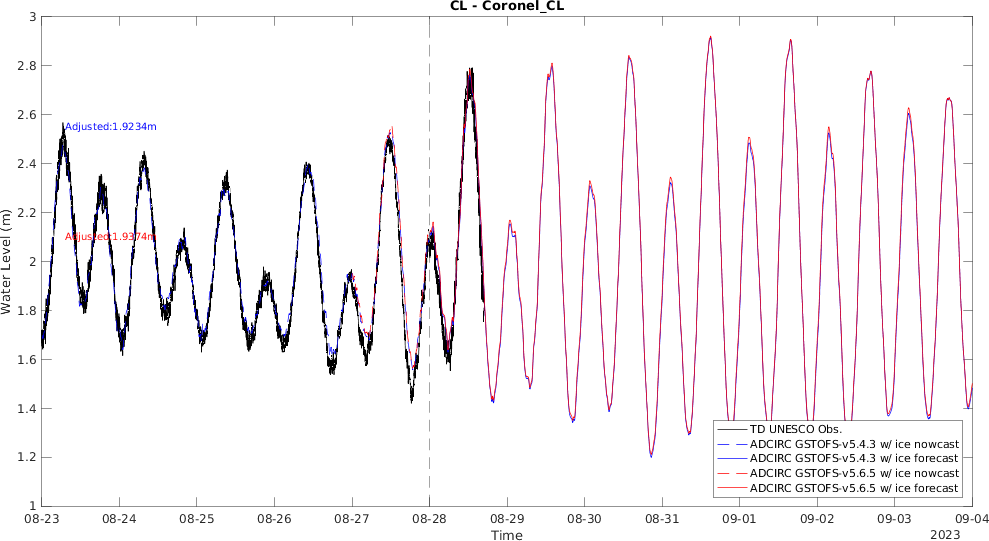 CL - Coronel_CL
3
2.8
2.6
2.4
2.2
2
1.8
1.6
1.4
1.2
1
Water Level (m)
Adjusted:1.9234m
Adjusted:1.9374m
TD UNESCO Obs.
ADCIRC GSTOFS-v5.4.3 w/ ice nowcast
ADCIRC GSTOFS-v5.4.3 w/ ice forecast
ADCIRC GSTOFS-v5.6.5 w/ ice nowcast
ADCIRC GSTOFS-v5.6.5 w/ ice forecast
08-23 08-24 08-25 08-26 08-27 08-28 08-29 08-30 08-31 09-01 09-02 09-03 09-04
Time
2023